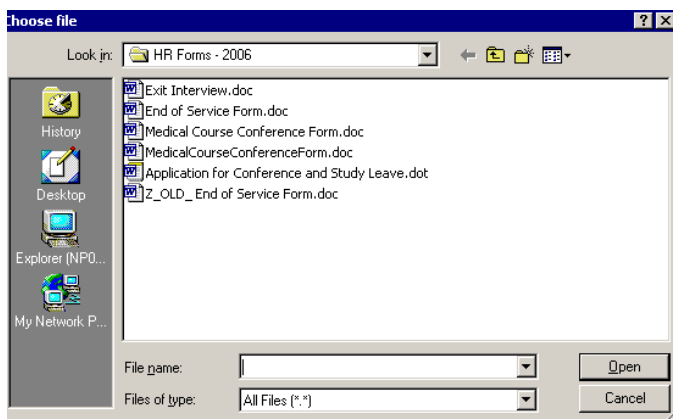 Choose file
? X
Look in: HR Forms - 2006
Exit Interview.doc
End of Service Form.doc
Medical Course Conference Form.doc
MedicalCourseConferenceForm.doc
Application for Conference and Study Leave.dot
Z_OLD_ End of Service Form.doc
History
Desktop
Explorer (NP0...
My Network P...
File name:
Open
Files of type: All Files (*.*)
Cancel